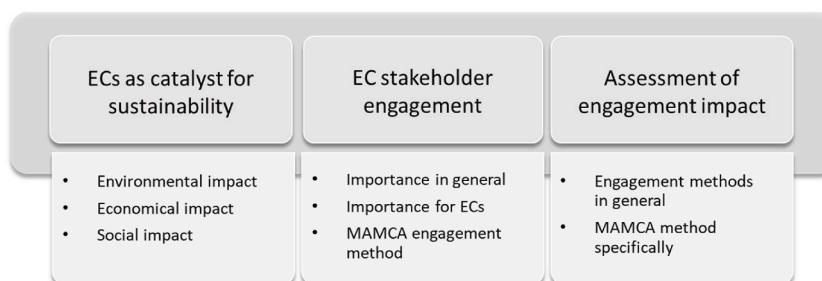 ECs as catalyst for
sustainability
• Environmental impact
• Economical impact
• Social impact
EC stakeholder
engagement
• Importance in general
• Importance for ECs
• MAMCA engagement
method
Assessment of
engagement impact
• Engagement methods
in general
• MAMCA method
specifically